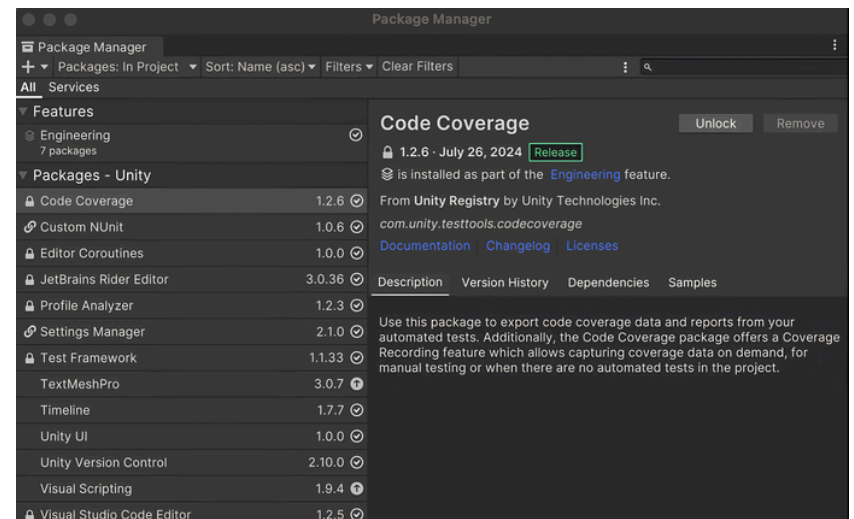 Package Manager
Package Manager
Packages: In Project Sort: Name (asc) Filters Clear Filters
All Services
Features
Engineering
7 packages
Packages - Unity
Code Coverage 1.2.6
Custom NUnit 1.0.6
Editor Coroutines 1.0.0
JetBrains Rider Editor 3.0.36
Profile Analyzer 1.2.3
Settings Manager 2.1.0
Test Framework 1.1.33
TextMeshPro 3.0.7
Timeline 1.7.7
Unity UI 1.0.0
Unity Version Control 2.10.0
Visual Scripting 1.9.4
Visual Studio Code Editor 1.2.5
Code Coverage Unlock Remove
1.2.6 · July 26, 2024 Release
is installed as part of the Engineering feature.
From Unity Registry by Unity Technologies Inc.
com.unity.testtools.codecoverage
Documentation Changelog Licenses
Description Version History Dependencies Samples
Use this package to export code coverage data and reports from your
automated tests. Additionally, the Code Coverage package offers a Coverage
Recording feature which allows capturing coverage data on demand, for
manual testing or when there are no automated tests in the project.